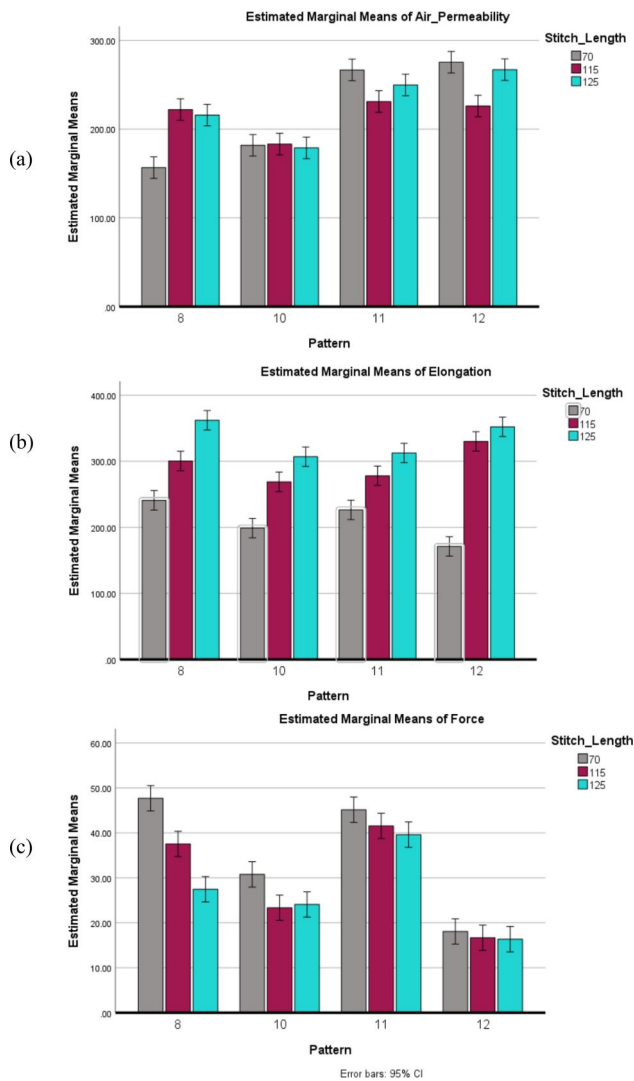 Estimated Marginal Means of Air_Permeability
Stitch_Length
70
115
125
(a)
Estimated Marginal Means
300.00
200.00
100.00
.00
8 10 11 12
Pattern
Estimated Marginal Means of Elongation
Stitch_Length
70
115
125
(b)
Estimated Marginal Means
400.00
300.00
200.00
100.00
.00
8 10 11 12
Pattern
Estimated Marginal Means of Force
Stitch_Length
70
115
125
(c)
Estimated Marginal Means
60.00
50.00
40.00
30.00
20.00
10.00
.00
8 10 11 12
Pattern
Error bars: 95% CI